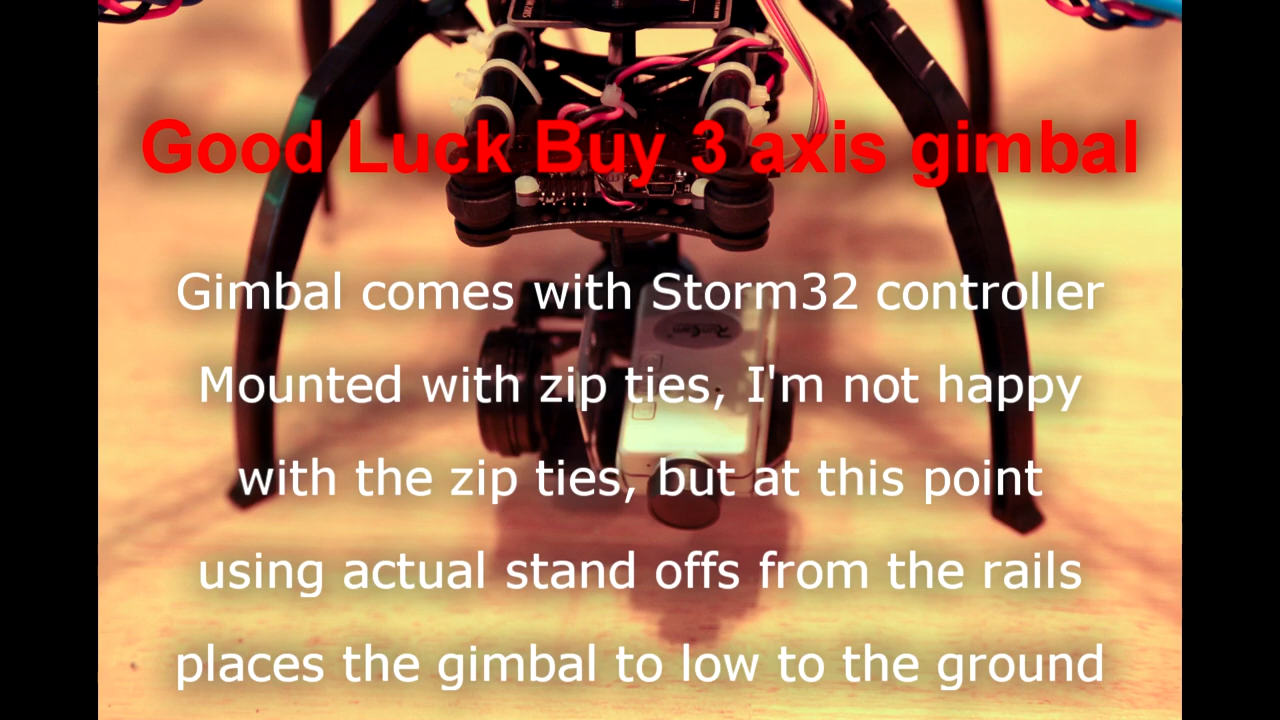 Good Luck Buy 3 axis gimbal
Gimbal comes with Storm32 controller
Mounted with zip ties, I'm not happy
with the zip ties, but at this point
using actual stand offs from the rails
places the gimbal to low to the ground
RunCam